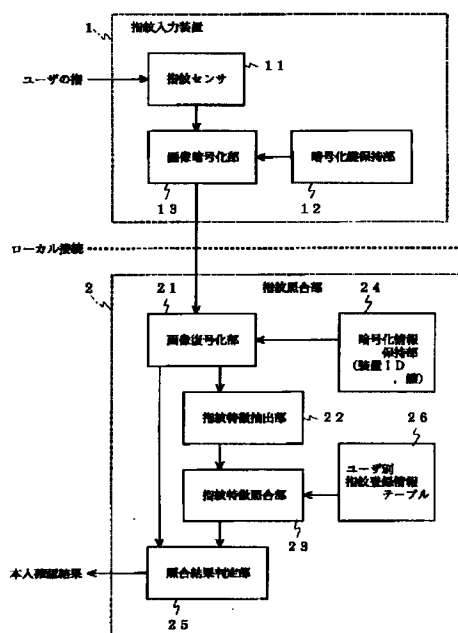 1
指紋入力装置
11
ユーザの指
指紋センサ
画像暗号化部
暗号化鍵保持部
13
12
ローカル接続
2
21
指紋照合部
24
画像復号化部
暗号化情報
保持部
(装置ID
,鍵)
指紋特徴抽出部
22
26
ユーザ別
指紋登録情報
テーブル
指紋特徴照合部
23
本人確認結果
照合結果判定部
25